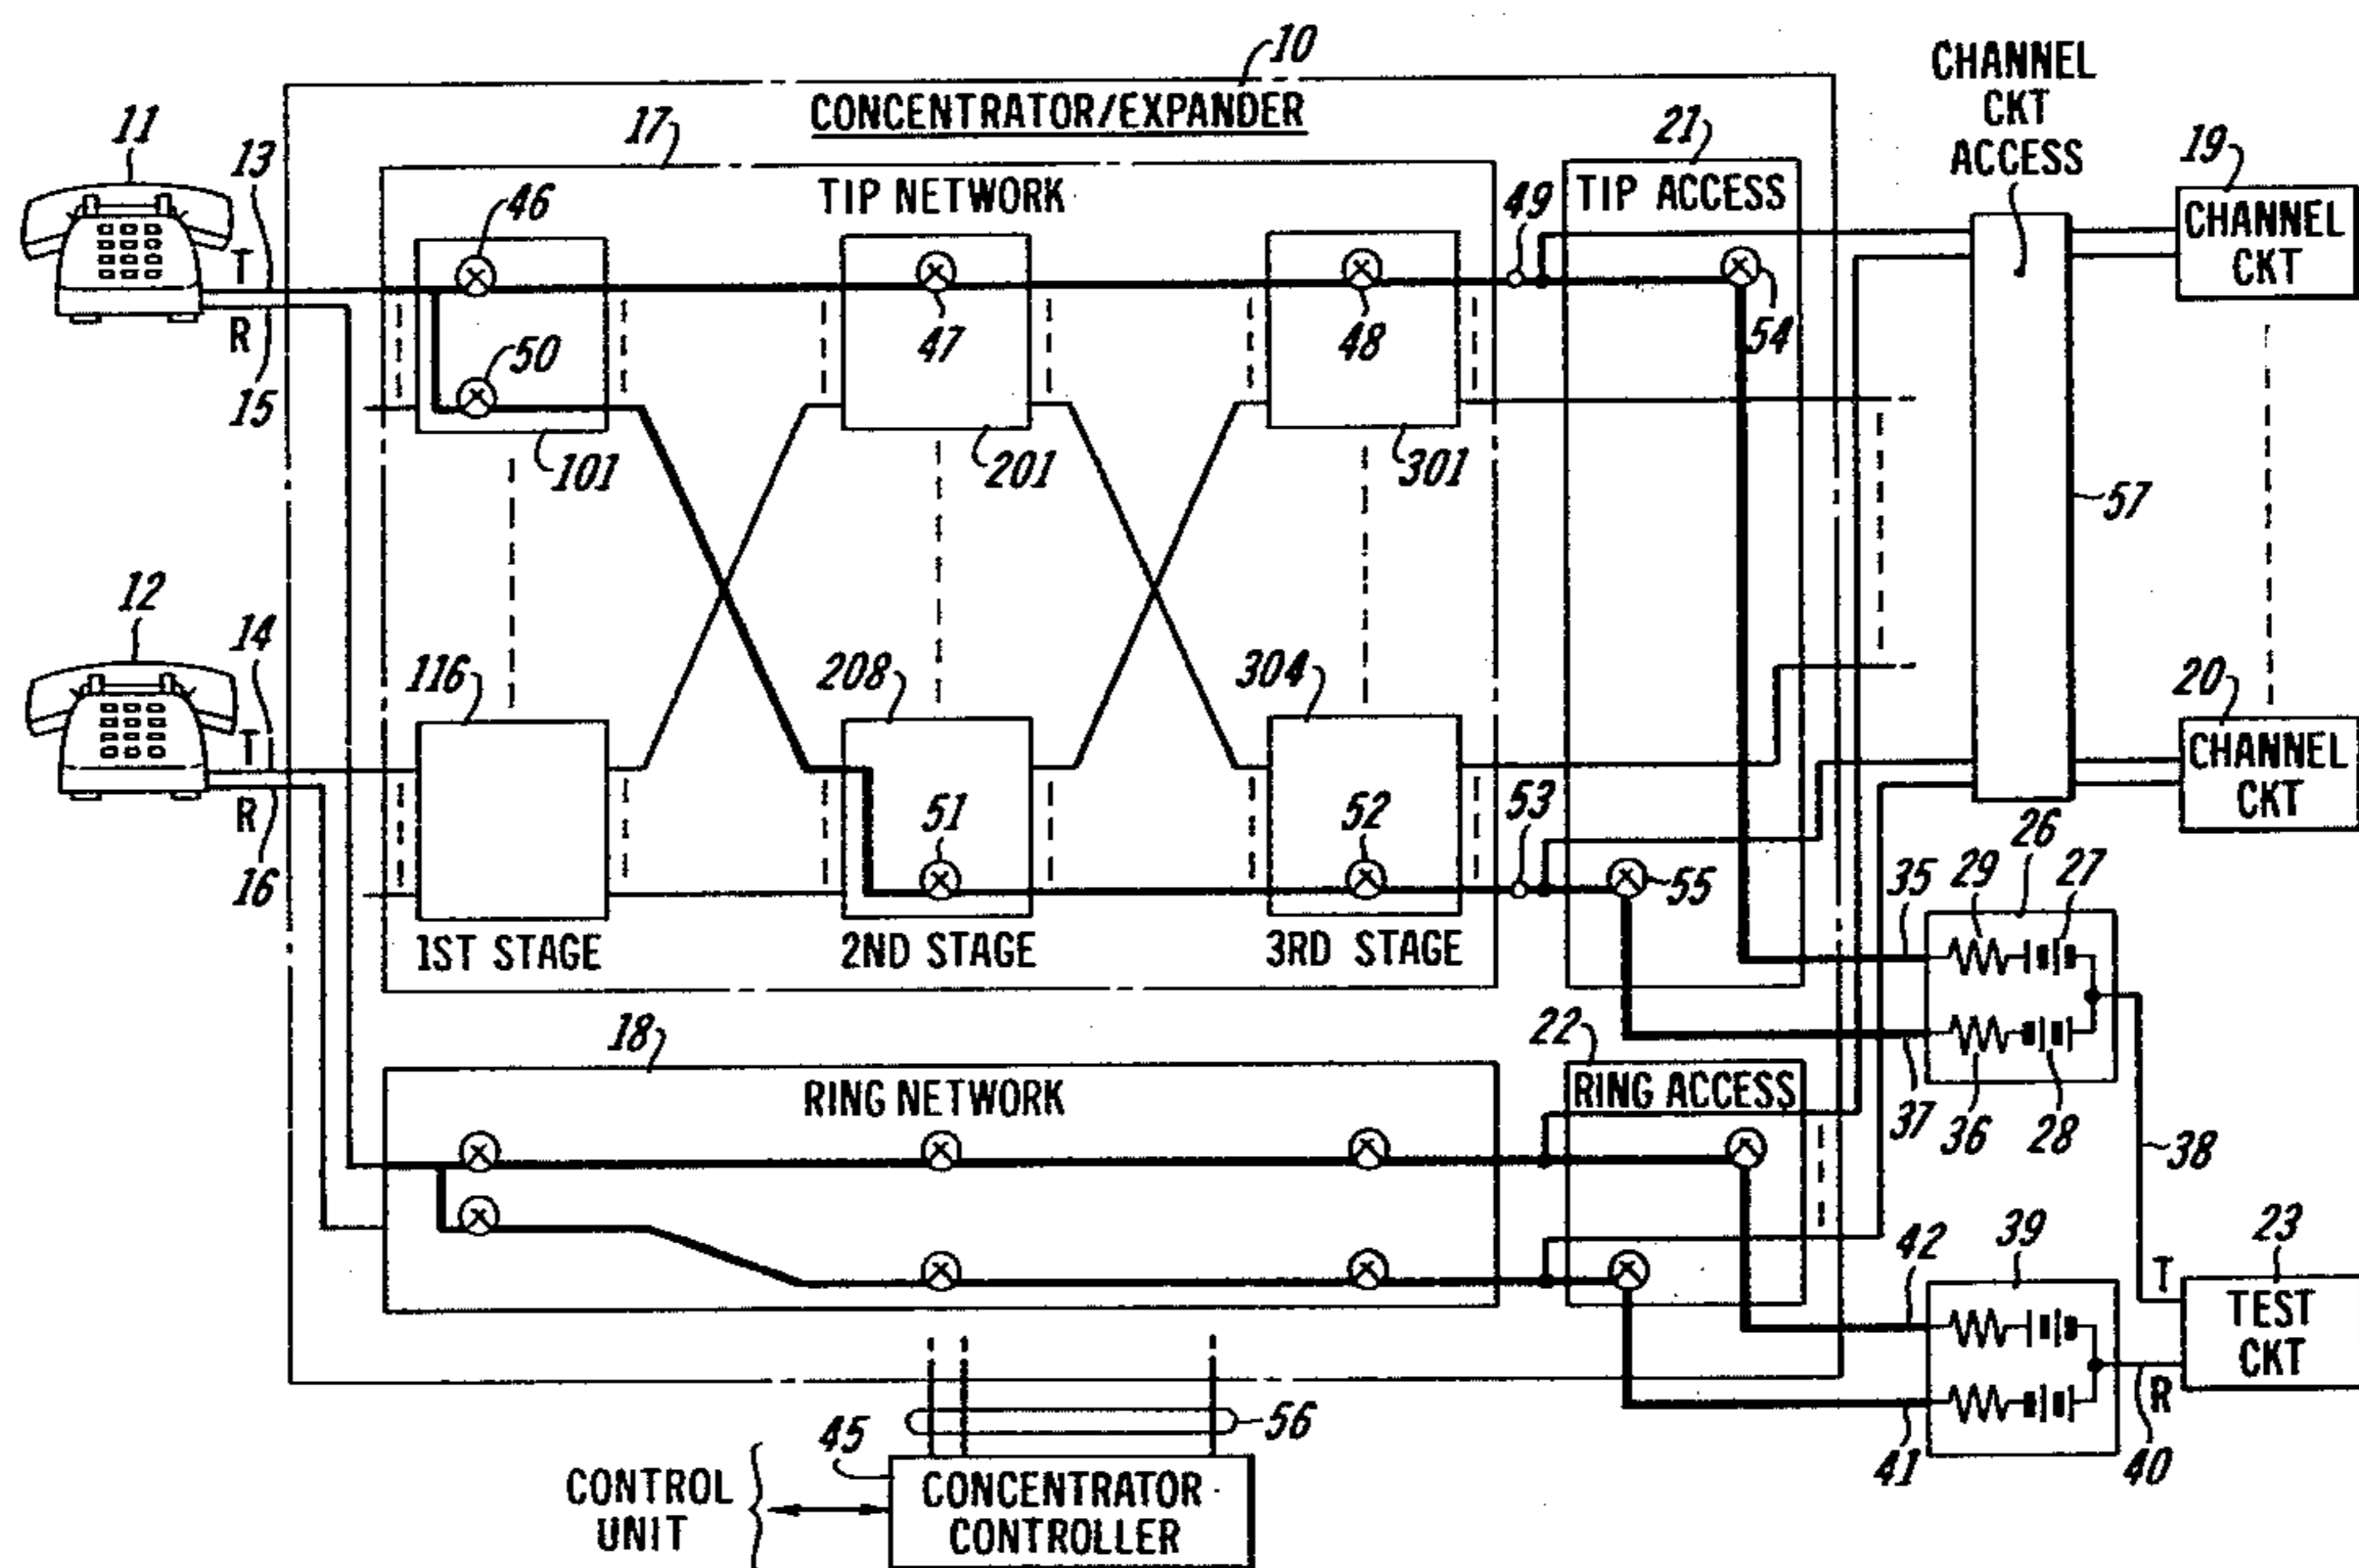 10
CONCENTRATOR/EXPANDER
CHANNEL
CKT
ACCESS
11
13
17
21
19
TIP NETWORK
TIP ACCESS
46
49
CHANNEL
CKT
T
R
47
48
54
50
15
101
201
301
57
12
14
116
208
304
20
T
R
CHANNEL
CKT
51
52
53
55
16
26
35
29
27
1ST STAGE
2ND STAGE
3RD STAGE
18
22
RING NETWORK
RING ACCESS
37
36
28
38
42
39
23
T
TEST
CKT
R
56
45
41
40
CONTROL
UNIT
CONCENTRATOR
CONTROLLER